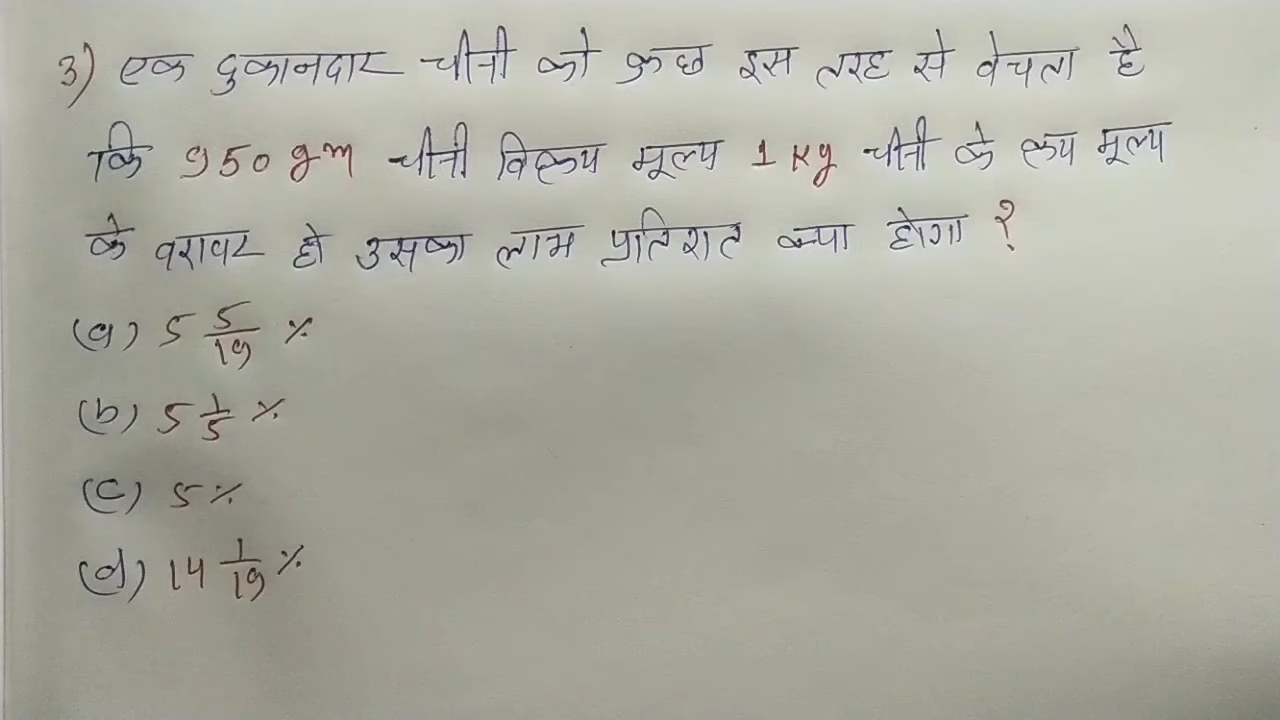 3) एक दुकानदार चीनी को कुछ इस तरह से बेचता है
कि 950 gm चीनी विक्रय मूल्य 1 kg चीनी के क्रय मूल्य
के बराबर हो उसका लाभ प्रतिशत क्या होगा ?
(a) 5 5/19 %
(b) 5 1/5 %
(c) 5 %
(d) 14 1/19 %